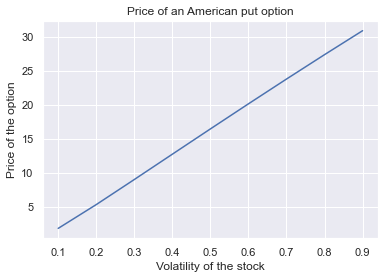 Price of an American put option
30
25
20
15
10
5
Price of the option
0.1 0.2 0.3 0.4 0.5 0.6 0.7 0.8 0.9
Volatility of the stock